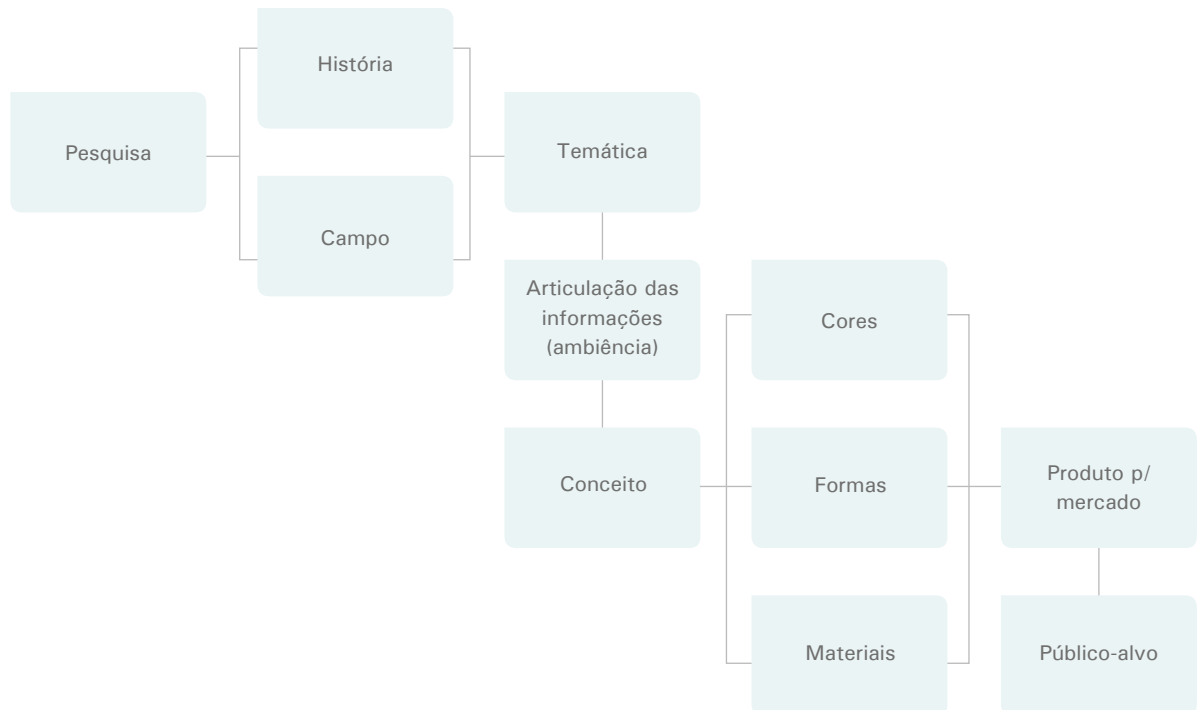 Pesquisa
História
Campo
Temática
Articulação das
informações
(ambiência)
Conceito
Cores
Formas
Materiais
Produto p/
mercado
Público-alvo